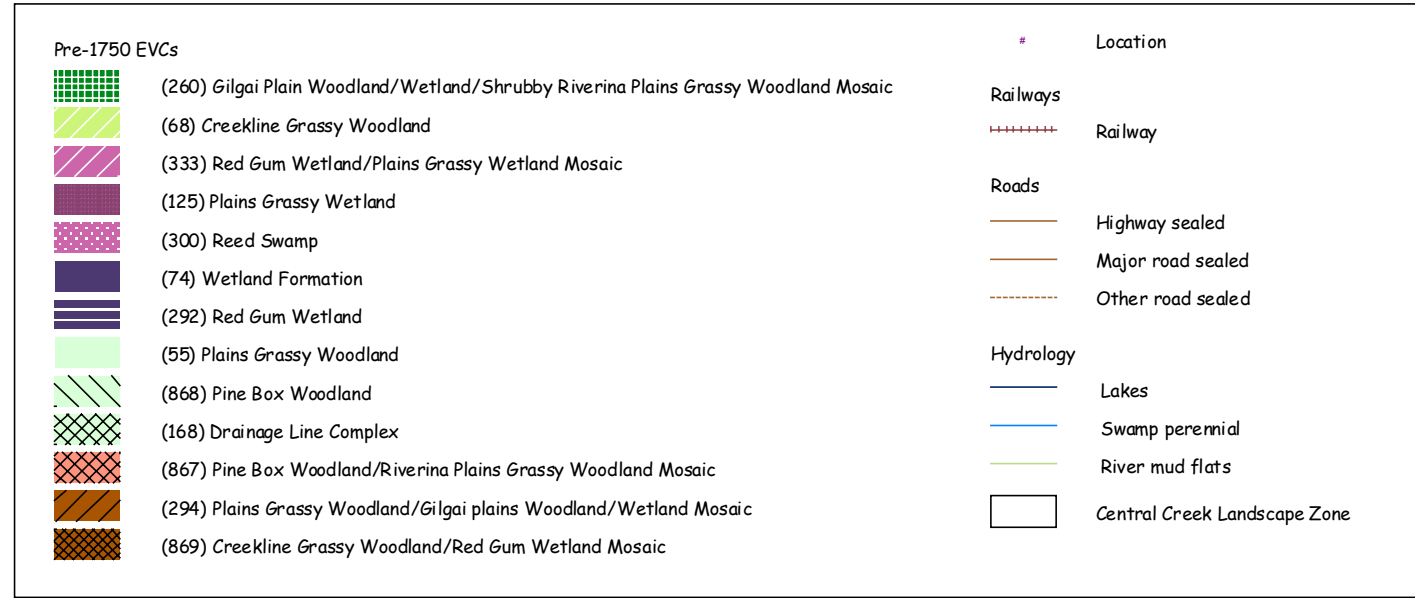 Pre-1750 EVCs
(260) Gilgai Plain Woodland/Wetland/Shrubby Riverina Plains Grassy Woodland Mosaic
(68) Creekline Grassy Woodland
(333) Red Gum Wetland/Plains Grassy Wetland Mosaic
(125) Plains Grassy Wetland
(300) Reed Swamp
(74) Wetland Formation
(292) Red Gum Wetland
(55) Plains Grassy Woodland
(868) Pine Box Woodland
(168) Drainage Line Complex
(867) Pine Box Woodland/Riverina Plains Grassy Woodland Mosaic
(294) Plains Grassy Woodland/Gilgai plains Woodland/Wetland Mosaic
(869) Creekline Grassy Woodland/Red Gum Wetland Mosaic
# Location
Railways
Railway
Roads
Highway sealed
Major road sealed
Other road sealed
Hydrology
Lakes
Swamp perennial
River mud flats
Central Creek Landscape Zone